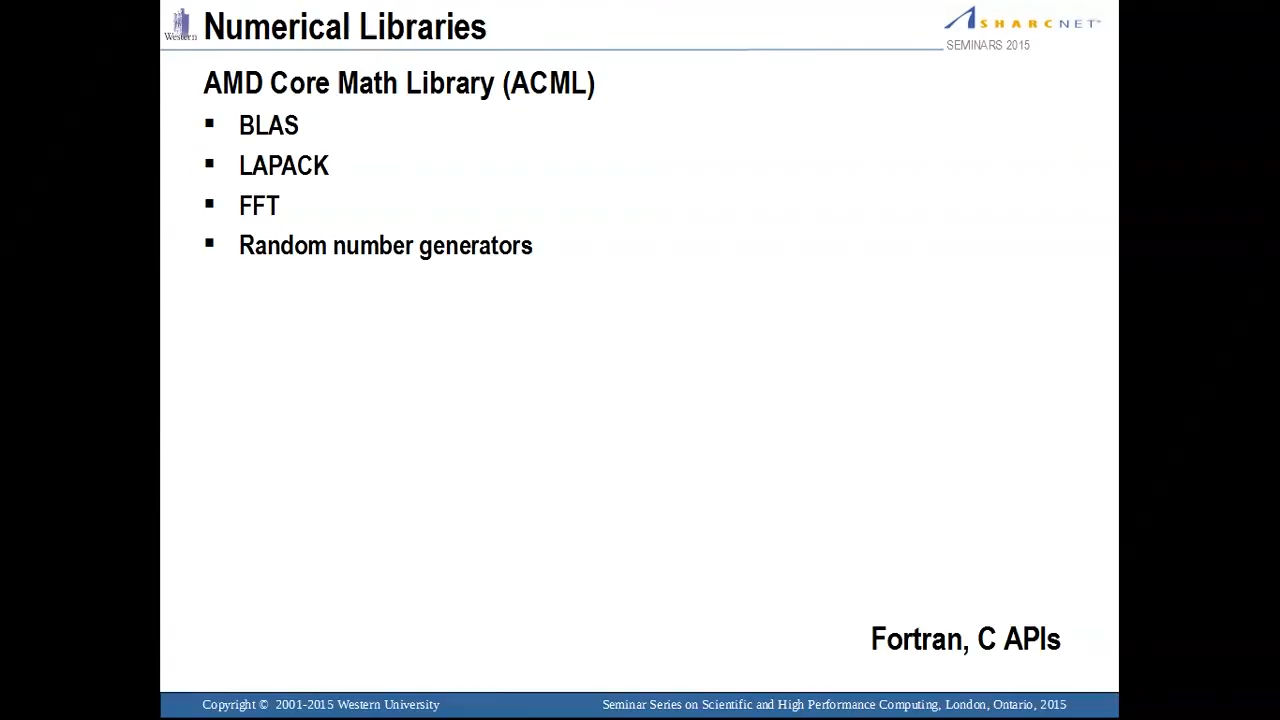 Western
Numerical Libraries
SHARCNET™
SEMINARS 2015
AMD Core Math Library (ACML)
▪ BLAS
▪ LAPACK
▪ FFT
▪ Random number generators
Fortran, C APIs
Copyright © 2001-2015 Western University
Seminar Series on Scientific and High Performance Computing, London, Ontario, 2015